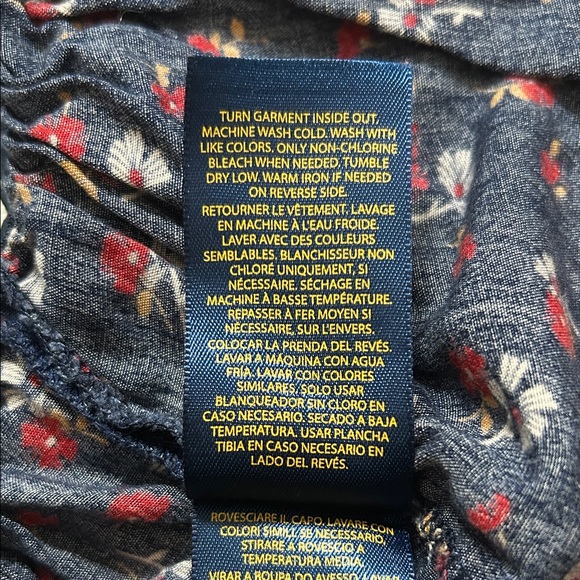 TURN GARMENT INSIDE OUT.
MACHINE WASH COLD. WASH WITH
LIKE COLORS. ONLY NON-CHLORINE
BLEACH WHEN NEEDED. TUMBLE
DRY LOW. WARM IRON IF NEEDED
ON REVERSE SIDE.
RETOURNER LE VÊTEMENT. LAVAGE
EN MACHINE À L'EAU FROIDE.
LAVER AVEC DES COULEURS
SEMBLABLES. BLANCHISSEUR NON
CHLORÉ UNIQUEMENT, SI
NÉCESSAIRE. SÉCHAGE EN
MACHINE À BASSE TEMPÉRATURE.
REPASSER À FER MOYEN SI
NÉCESSAIRE, SUR L'ENVERS.
COLOCAR LA PRENDA DEL REVÉS.
LAVAR A MÁQUINA CON AGUA
FRÍA. LAVAR CON COLORES
SIMILARES. SOLO USAR
BLANQUEADOR SIN CLORO EN
CASO NECESARIO. SECADO A BAJA
TEMPERATURA. USAR PLANCHA
TIBIA EN CASO NECESARIO EN
LADO DEL REVÉS.
ROVESCIARE IL CAPO. LAVARE CON
COLORI SIMILI. SE NECESSARIO,
STIRARE A ROVESCIO A
TEMPERATURA MEDIA.
VIRAR A ROUPA DO AVESSO. LAVAR